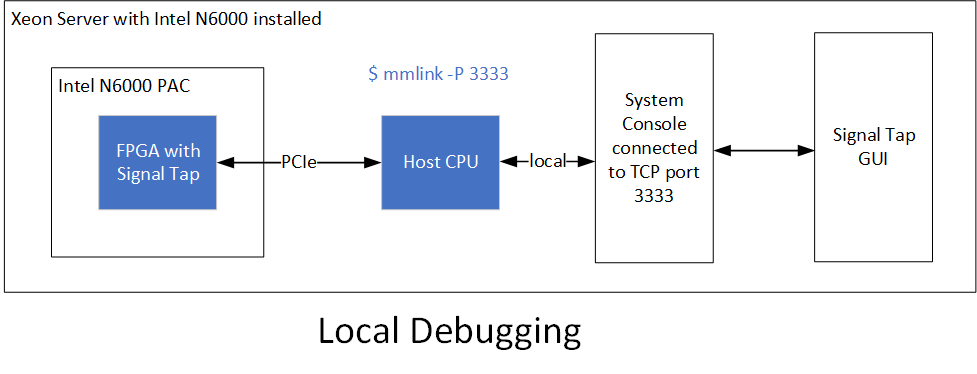 Xeon Server with Intel N6000 installed
Intel N6000 PAC
$ mmlink -P 3333
FPGA with
Signal Tap
PCIe
Host CPU
local
System
Console
connected
to TCP port
3333
Signal Tap
GUI
Local Debugging